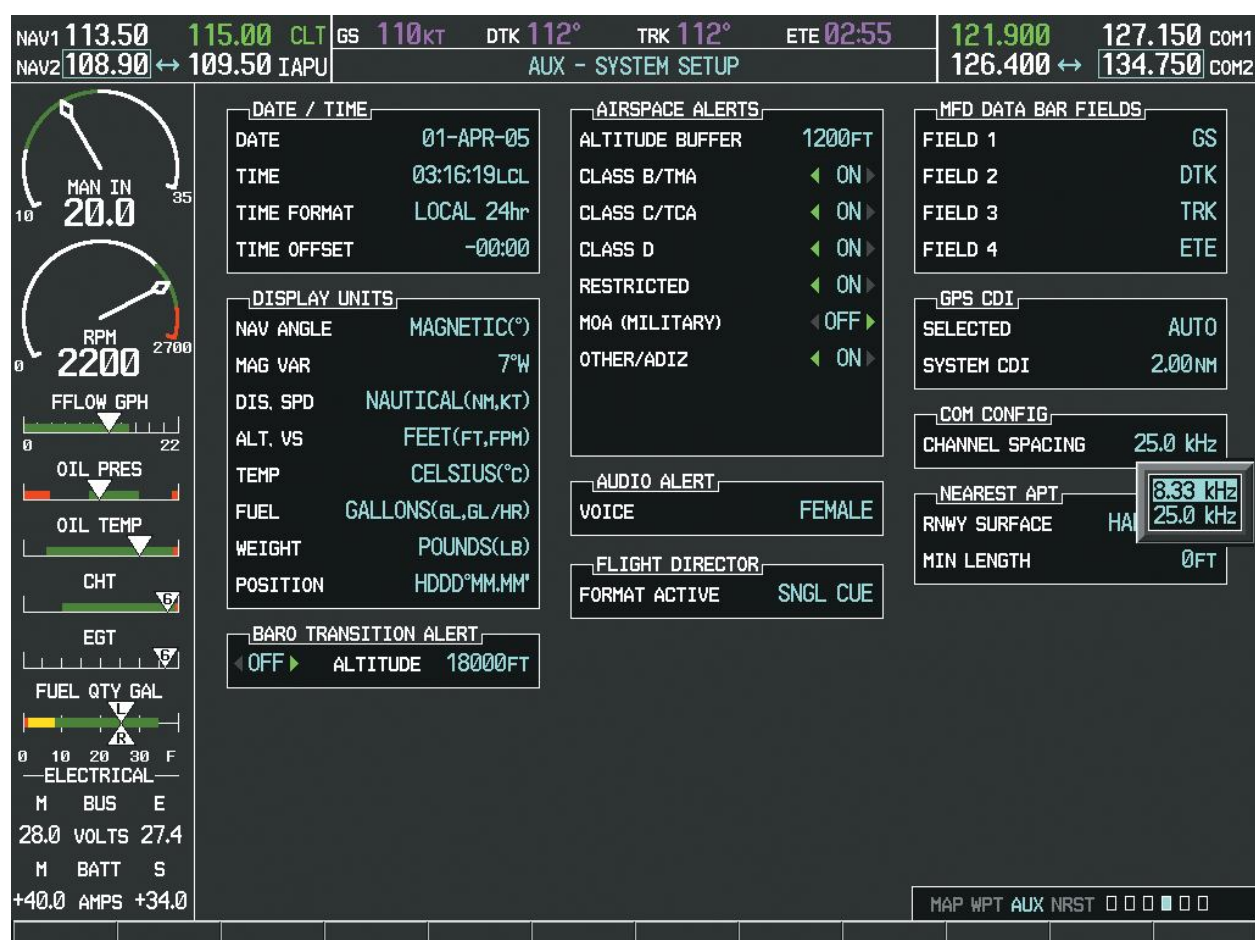 NAV1 113.50 115.00 CLT GS 110KT DTK 112° TRK 112° ETE 02:55 121.900 127.150 COM1
NAV2 108.90 ↔ 109.50 IAPU AUX - SYSTEM SETUP 126.400 ↔ 134.750 COM2
MAN IN
10 20.0 35
RPM
0 2200 2700
FFLOW GPH
0 22
OIL PRES
OIL TEMP
CHT
6
EGT
6
FUEL QTY GAL
L
R
0 10 20 30 F
ELECTRICAL
M BUS E
28.0 VOLTS 27.4
M BATT S
+40.0 AMPS +34.0
DATE / TIME
DATE 01-APR-05
TIME 03:16:19LCL
TIME FORMAT LOCAL 24hr
TIME OFFSET -00:00
DISPLAY UNITS
NAV ANGLE MAGNETIC(°)
MAG VAR 7°W
DIS, SPD NAUTICAL(NM,KT)
ALT, VS FEET(FT,FPM)
TEMP CELSIUS(°C)
FUEL GALLONS(GL,GL/HR)
WEIGHT POUNDS(LB)
POSITION HDDD°MM.MM'
BARO TRANSITION ALERT
OFF ALTITUDE 18000FT
AIRSPACE ALERTS
ALTITUDE BUFFER 1200FT
CLASS B/TMA ON
CLASS C/TCA ON
CLASS D ON
RESTRICTED ON
MOA (MILITARY) OFF
OTHER/ADIZ ON
AUDIO ALERT
VOICE FEMALE
FLIGHT DIRECTOR
FORMAT ACTIVE SNGL CUE
MFD DATA BAR FIELDS
FIELD 1 GS
FIELD 2 DTK
FIELD 3 TRK
FIELD 4 ETE
GPS CDI
SELECTED AUTO
SYSTEM CDI 2.00NM
COM CONFIG
CHANNEL SPACING 25.0 kHz
8.33 kHz
25.0 kHz
NEAREST APT
RNWY SURFACE
MIN LENGTH 0FT
MAP WPT AUX NRST